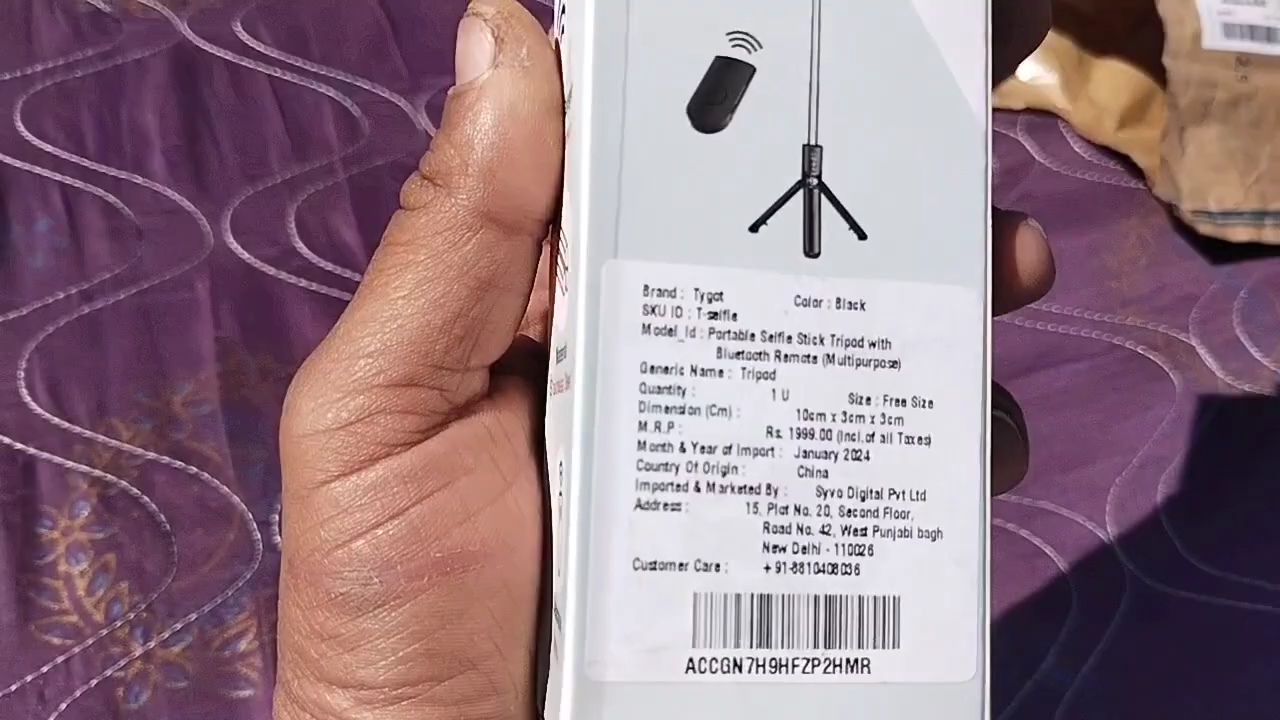 Brand : Tygot Color : Black
SKU ID : T-selfie
Model_Id : Portable Selfie Stick Tripod with
Bluetooth Remote (Multipurpose)
Generic Name : Tripod
Quantity : 1 U Size : Free Size
Dimension (Cm) : 10cm x 3cm x 3cm
M.R.P : Rs. 1999.00 (Incl.of all Taxes)
Month & Year of Import : January 2024
Country Of Origin : China
Imported & Marketed By : Syvo Digital Pvt Ltd
Address : 15, Plot No. 20, Second Floor,
Road No. 42, West Punjabi bagh
New Delhi - 110026
Customer Care : +91-8810408036
ACCGN7H9HFZP2HMR